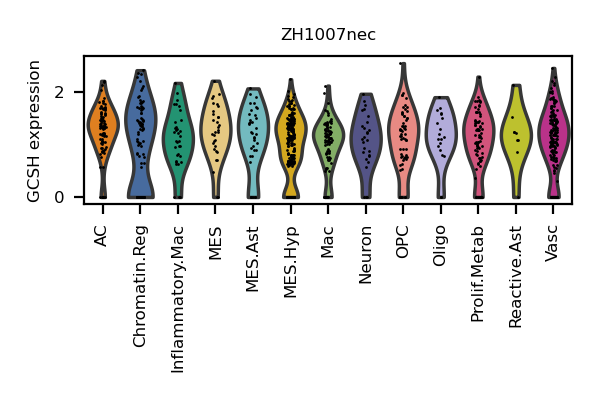 ZH1007nec
GCSH expression
2
0
AC
Chromatin.Reg
Inflammatory.Mac
MES
MES.Ast
MES.Hyp
Mac
Neuron
OPC
Oligo
Prolif.Metab
Reactive.Ast
Vasc